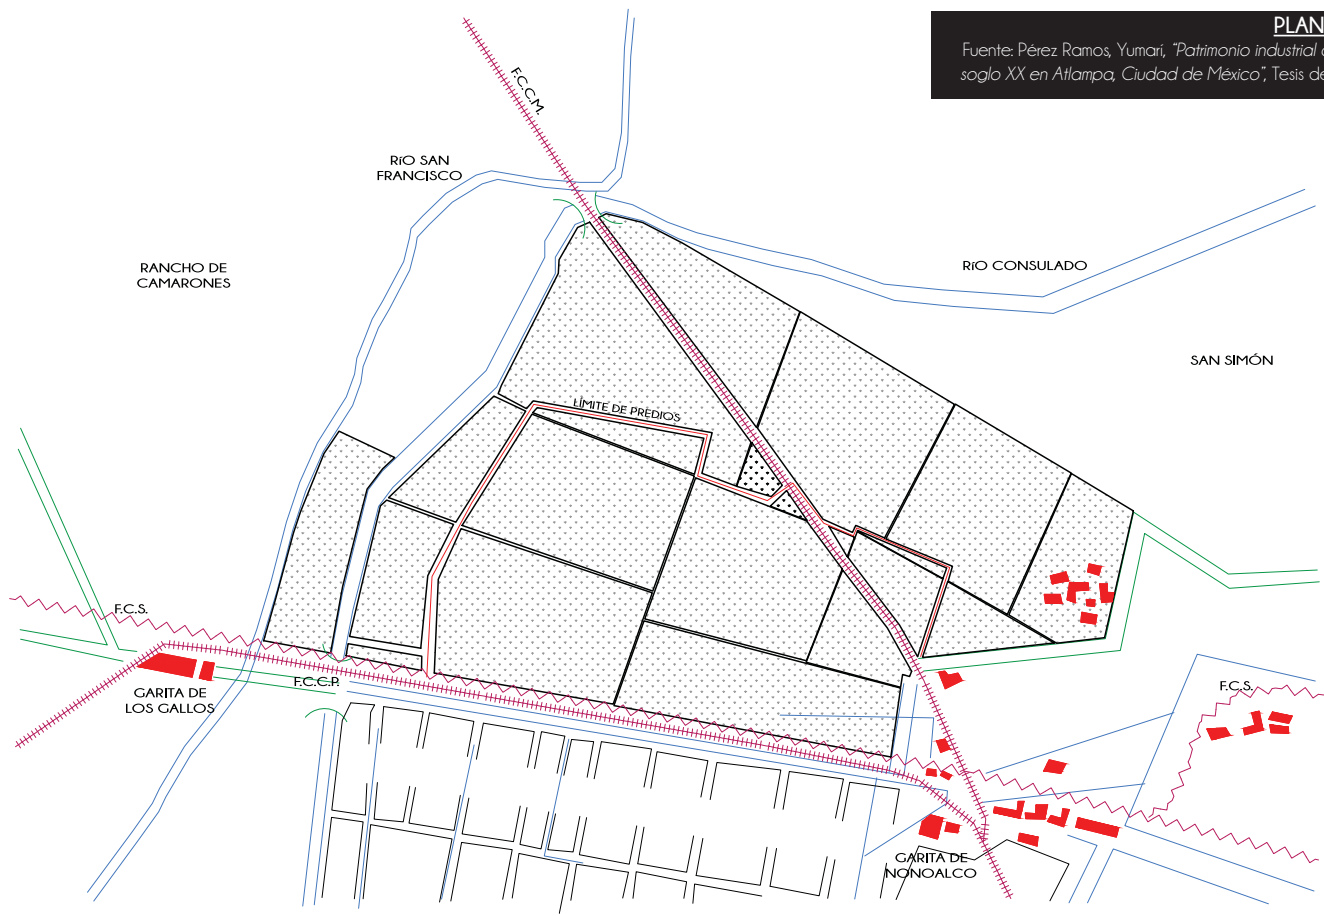 PLAN
Fuente: Pérez Ramos, Yumari, "Patrimonio industrial
soglo XX en Atlampa, Ciudad de México", Tesis de
F.C.C.M.
RíO SAN
FRANCISCO
RANCHO DE
CAMARONES
RíO CONSULADO
SAN SIMÓN
LÍMITE DE PREDIOS
F.C.S.
F.C.C.P.
GARITA DE
LOS GALLOS
F.C.S.
GARITA DE
NONOALCO